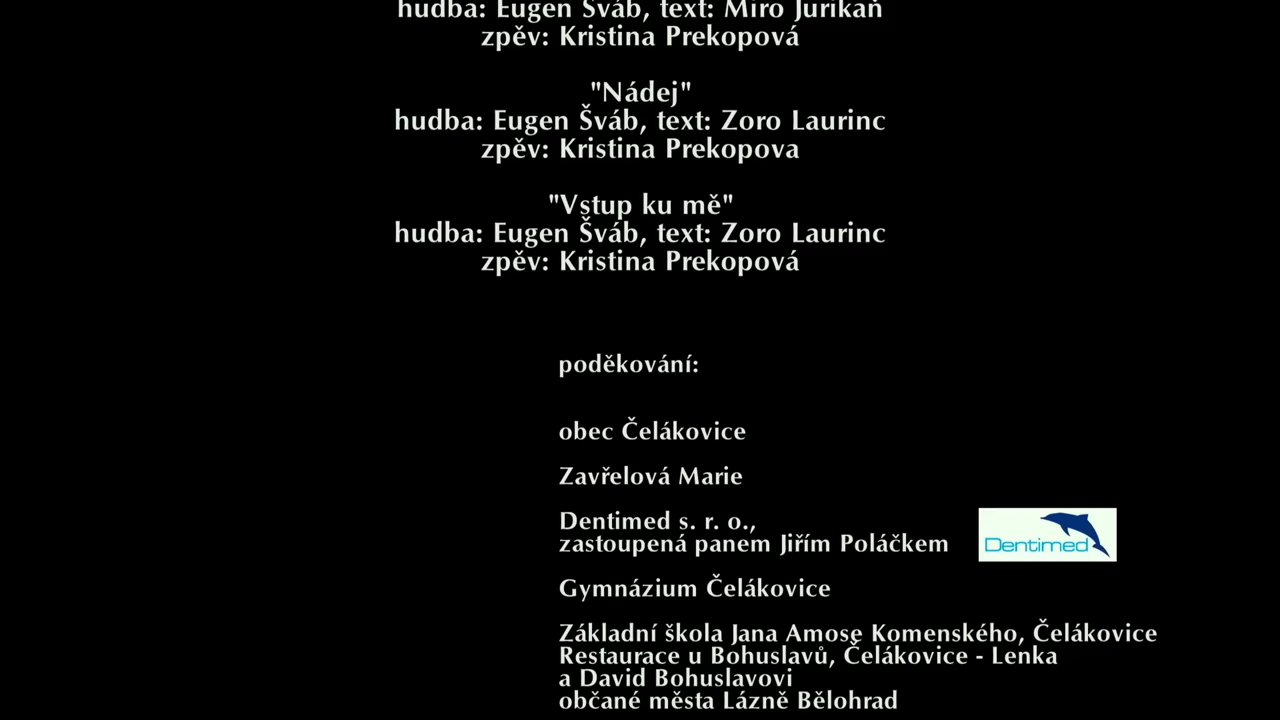 hudba: Eugen Šváb, text: Miro Jurikaň
zpěv: Kristina Prekopová
"Nádej"
hudba: Eugen Šváb, text: Zoro Laurinc
zpěv: Kristina Prekopova
"Vstup ku mě"
hudba: Eugen Šváb, text: Zoro Laurinc
zpěv: Kristina Prekopová
poděkování:
obec Čelákovice
Zavřelová Marie
Dentimed s. r. o.,
zastoupená panem Jiřím Poláčkem
Dentimed
Gymnázium Čelákovice
Základní škola Jana Amose Komenského, Čelákovice
Restaurace u Bohuslavů, Čelákovice - Lenka
a David Bohuslavovi
občané města Lázně Bělohrad